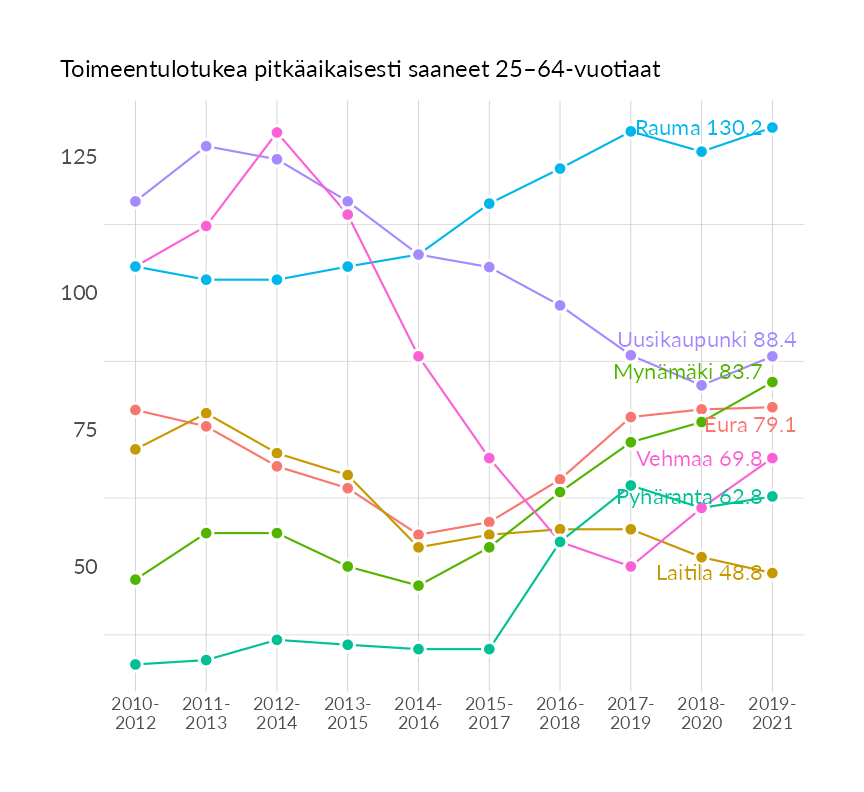 Toimeentulotukea pitkäaikaisesti saaneet 25–64-vuotiaat
Rauma 130.2
125
100
Uusikaupunki 88.4
Mynämäki 83.7
75
Eura 79.1
Vehmaa 69.8
Pyhäranta 62.8
50
Laitila 48.8
2010- 2011- 2012- 2013- 2014- 2015- 2016- 2017- 2018- 2019-
2012 2013 2014 2015 2016 2017 2018 2019 2020 2021